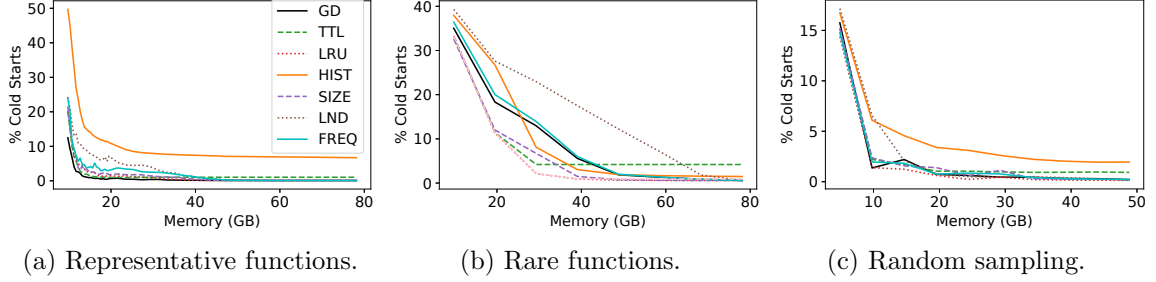 50
40
30
20
10
0
% Cold Starts
20
40
60
80
Memory (GB)
GD
TTL
LRU
HIST
SIZE
LND
FREQ
40
30
20
10
0
% Cold Starts
20
40
60
80
Memory (GB)
15
10
5
0
% Cold Starts
10
20
30
40
50
Memory (GB)
(a) Representative functions.
(b) Rare functions.
(c) Random sampling.